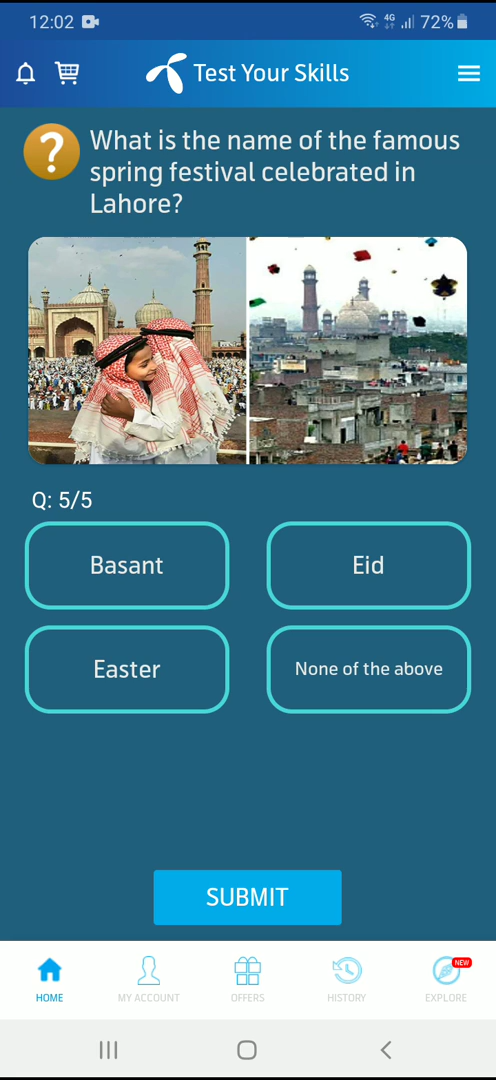 12:02
4G
72%
Test Your Skills
?
What is the name of the famous
spring festival celebrated in
Lahore?
Q: 5/5
Basant
Eid
Easter
None of the above
SUBMIT
NEW
HOME
MY ACCOUNT
OFFERS
HISTORY
EXPLORE